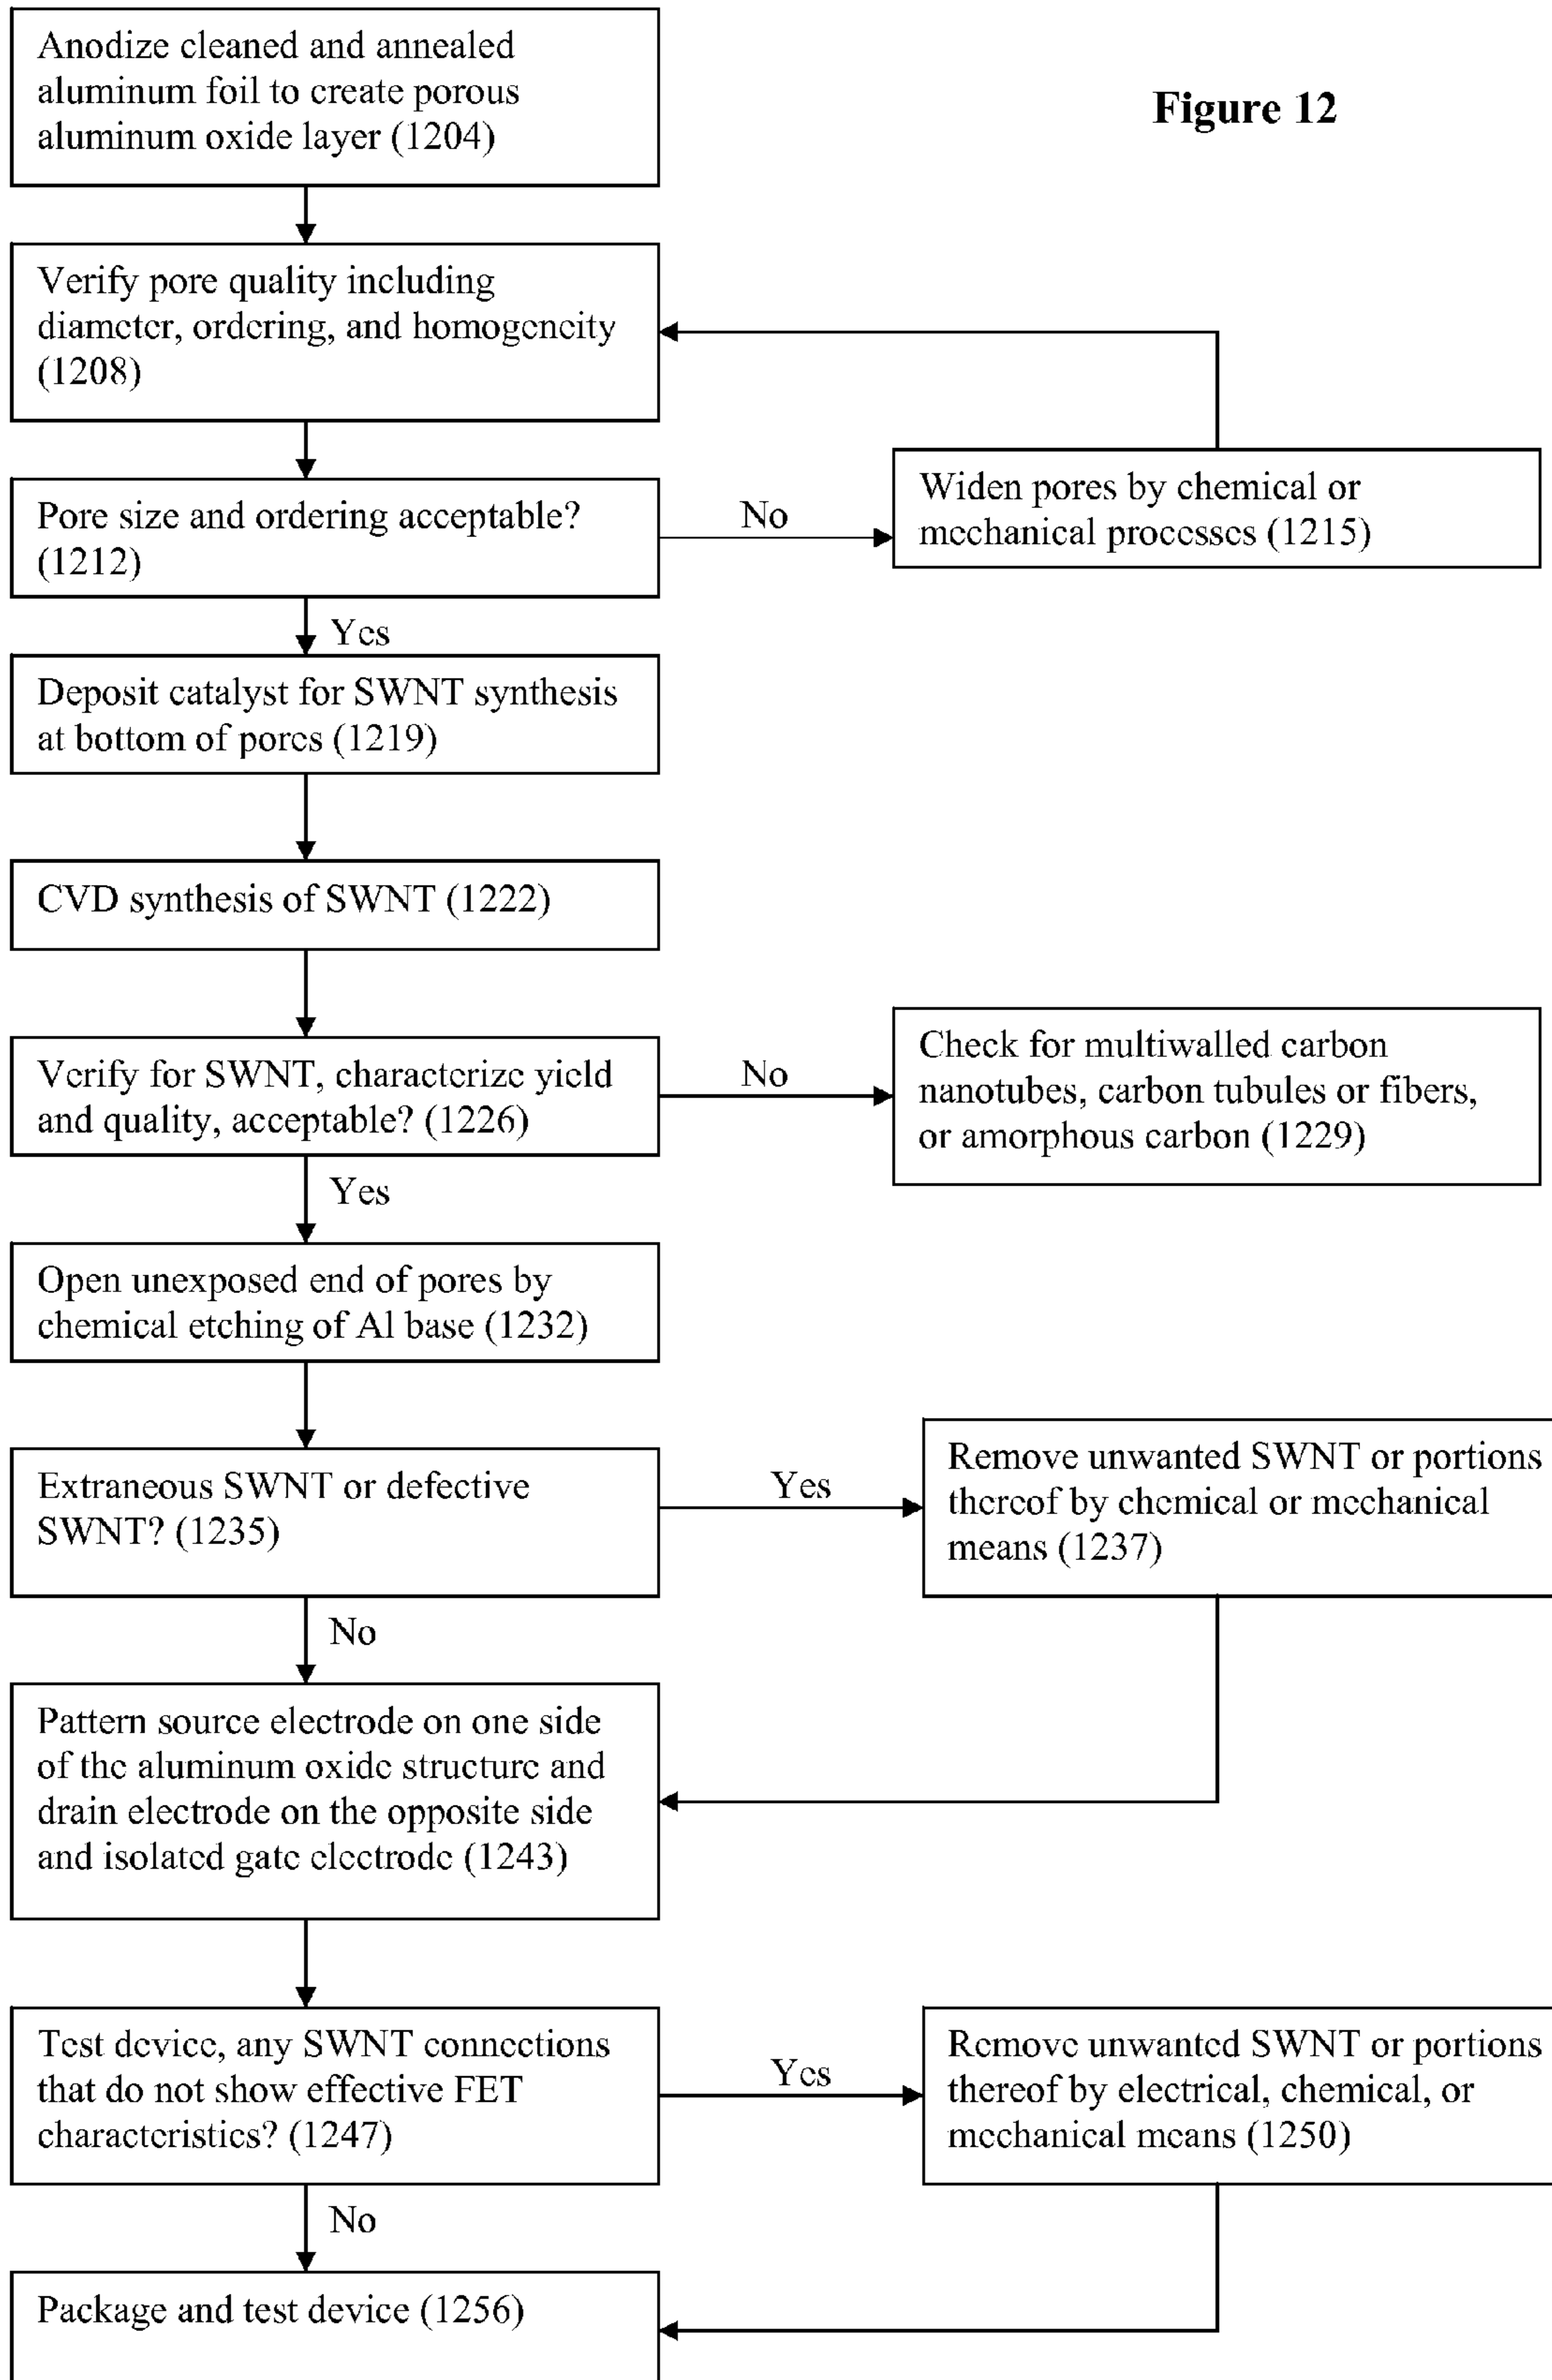 Anodize cleaned and annealed
aluminum foil to create porous
aluminum oxide layer (1204)
Figure 12
Verify pore quality including
diameter, ordering, and homogeneity
(1208)
Pore size and ordering acceptable?
(1212)
No
Widen pores by chemical or
mechanical processes (1215)
Yes
Deposit catalyst for SWNT synthesis
at bottom of pores (1219)
CVD synthesis of SWNT (1222)
Verify for SWNT, characterize yield
and quality, acceptable? (1226)
No
Check for multiwalled carbon
nanotubes, carbon tubules or fibers,
or amorphous carbon (1229)
Yes
Open unexposed end of pores by
chemical etching of Al base (1232)
Extraneous SWNT or defective
SWNT? (1235)
Yes
Remove unwanted SWNT or portions
thereof by chemical or mechanical
means (1237)
No
Pattern source electrode on one side
of the aluminum oxide structure and
drain electrode on the opposite side
and isolated gate electrode (1243)
Test device, any SWNT connections
that do not show effective FET
characteristics? (1247)
Yes
Remove unwanted SWNT or portions
thereof by electrical, chemical, or
mechanical means (1250)
No
Package and test device (1256)